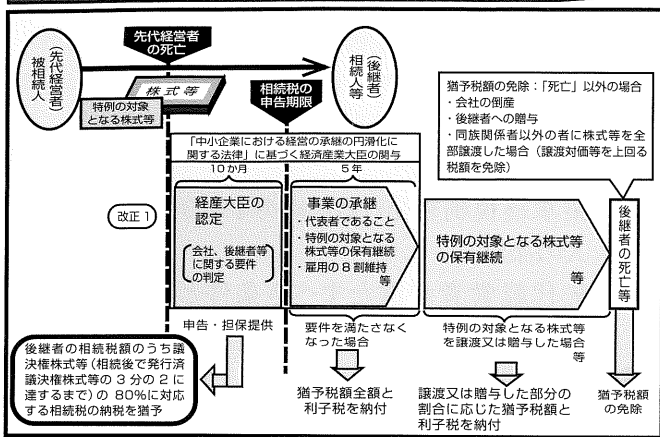 先代経営者
の死亡
被相続人
(先代経営者)
株式等
特例の対象
となる株式等
相続税の
申告期限
相続人等
(後継者)
猶予税額の免除:「死亡」以外の場合
・会社の倒産
・後継者への贈与
・同族関係者以外の者に株式等を全
部譲渡した場合(譲渡対価等を上回る
税額を免除)
「中小企業における経営の承継の円滑化に
関する法律」に基づく経済産業大臣の関与
10か月
5年
改正1
経産大臣の
認定
会社、後継者等
に関する要件
の判定
事業の承継
・代表者であること
・特例の対象となる
株式等の保有継続
・雇用の8割維持
等
特例の対象となる株式等
の保有継続
等
後継者の死亡等
申告・担保提供
要件を満たさなく
なった場合
特例の対象となる株式等
を譲渡又は贈与した場合
等
後継者の相続税額のうち議
決権株式等(相続後で発行済
議決権株式等の3分の2に
達するまで)の80%に対応
する相続税の納税を猶予
猶予税額全額と
利子税を納付
譲渡又は贈与した部分の
割合に応じた猶予税額と
利子税を納付
猶予税額
の免除